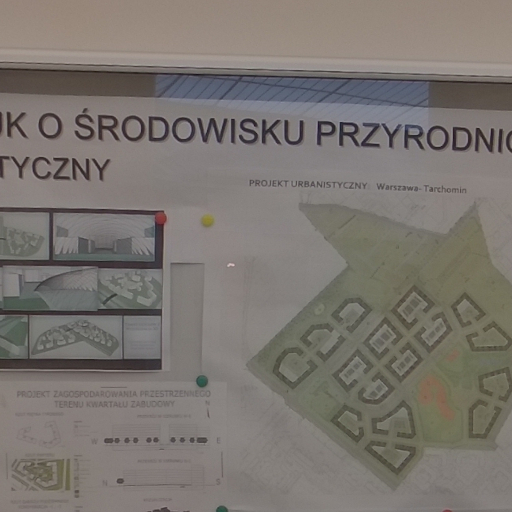 UK O ŚRODOWISKU PRZYRODNIC
TYCZNY
PROJEKT URBANISTYCZNY: Warszawa- Tarchomin
PROJEKT ZAGOSPODAROWANIA PRZESTRZENNEGO
TERENU KWARTAŁU ZABUDOWY